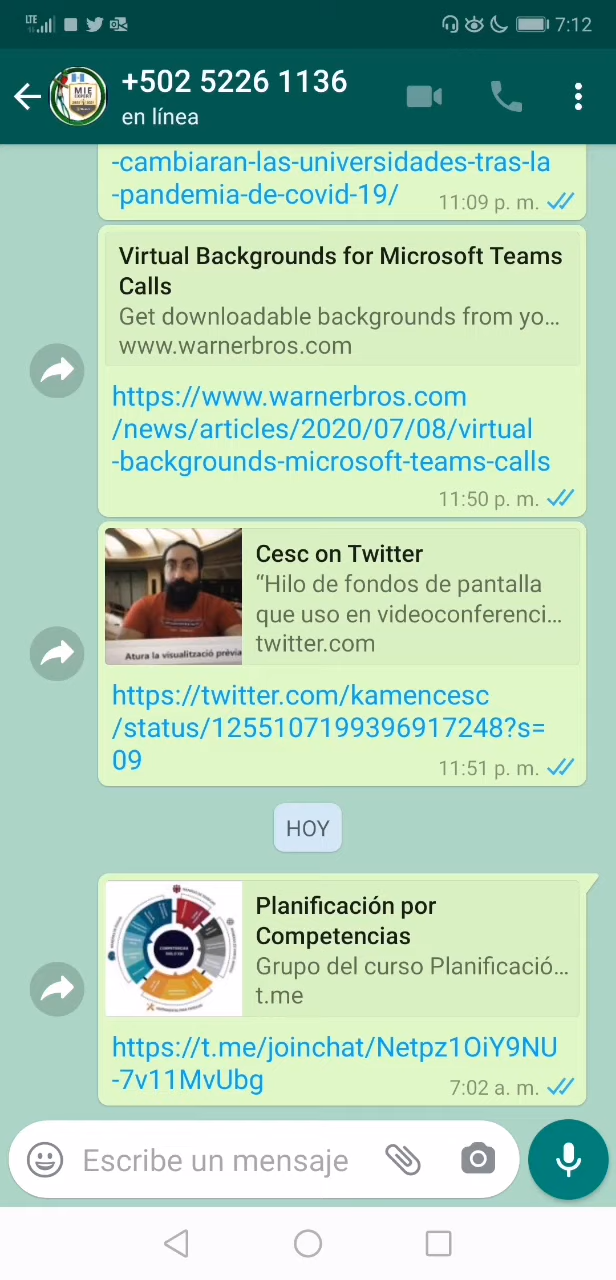 LTE
7:12
MIE
EXPERT
+502 5226 1136
en línea
-cambiaran-las-universidades-tras-la
-pandemia-de-covid-19/
11:09 p. m.
Virtual Backgrounds for Microsoft Teams
Calls
Get downloadable backgrounds from yo...
www.warnerbros.com
https://www.warnerbros.com
/news/articles/2020/07/08/virtual
-backgrounds-microsoft-teams-calls
11:50 p. m.
Cesc on Twitter
“Hilo de fondos de pantalla
que uso en videoconferenci...
twitter.com
Atura la visualització prèvia
https://twitter.com/kamencesc
/status/1255107199396917248?s=
09
11:51 p. m.
HOY
Planificación por
Competencias
Grupo del curso Planificació...
t.me
https://t.me/joinchat/Netpz1OiY9NU
-7v11MvUbg
7:02 a. m.
Escribe un mensaje